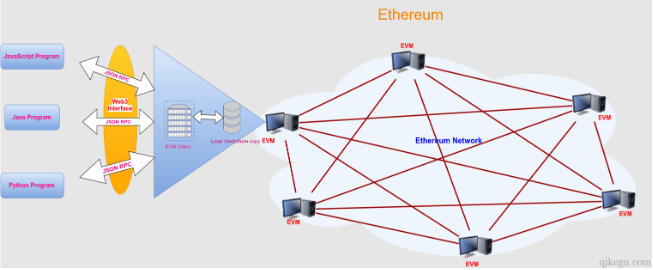 Ethereum
JavaScript Program
JSON RPC
Web3
Interface
Java Program
JSON RPC
JSON RPC
Python Program
EVM Client
Local blockchain copy
EVM
EVM
EVM
Ethereum Network
EVM
EVM
EVM
qikegu.com